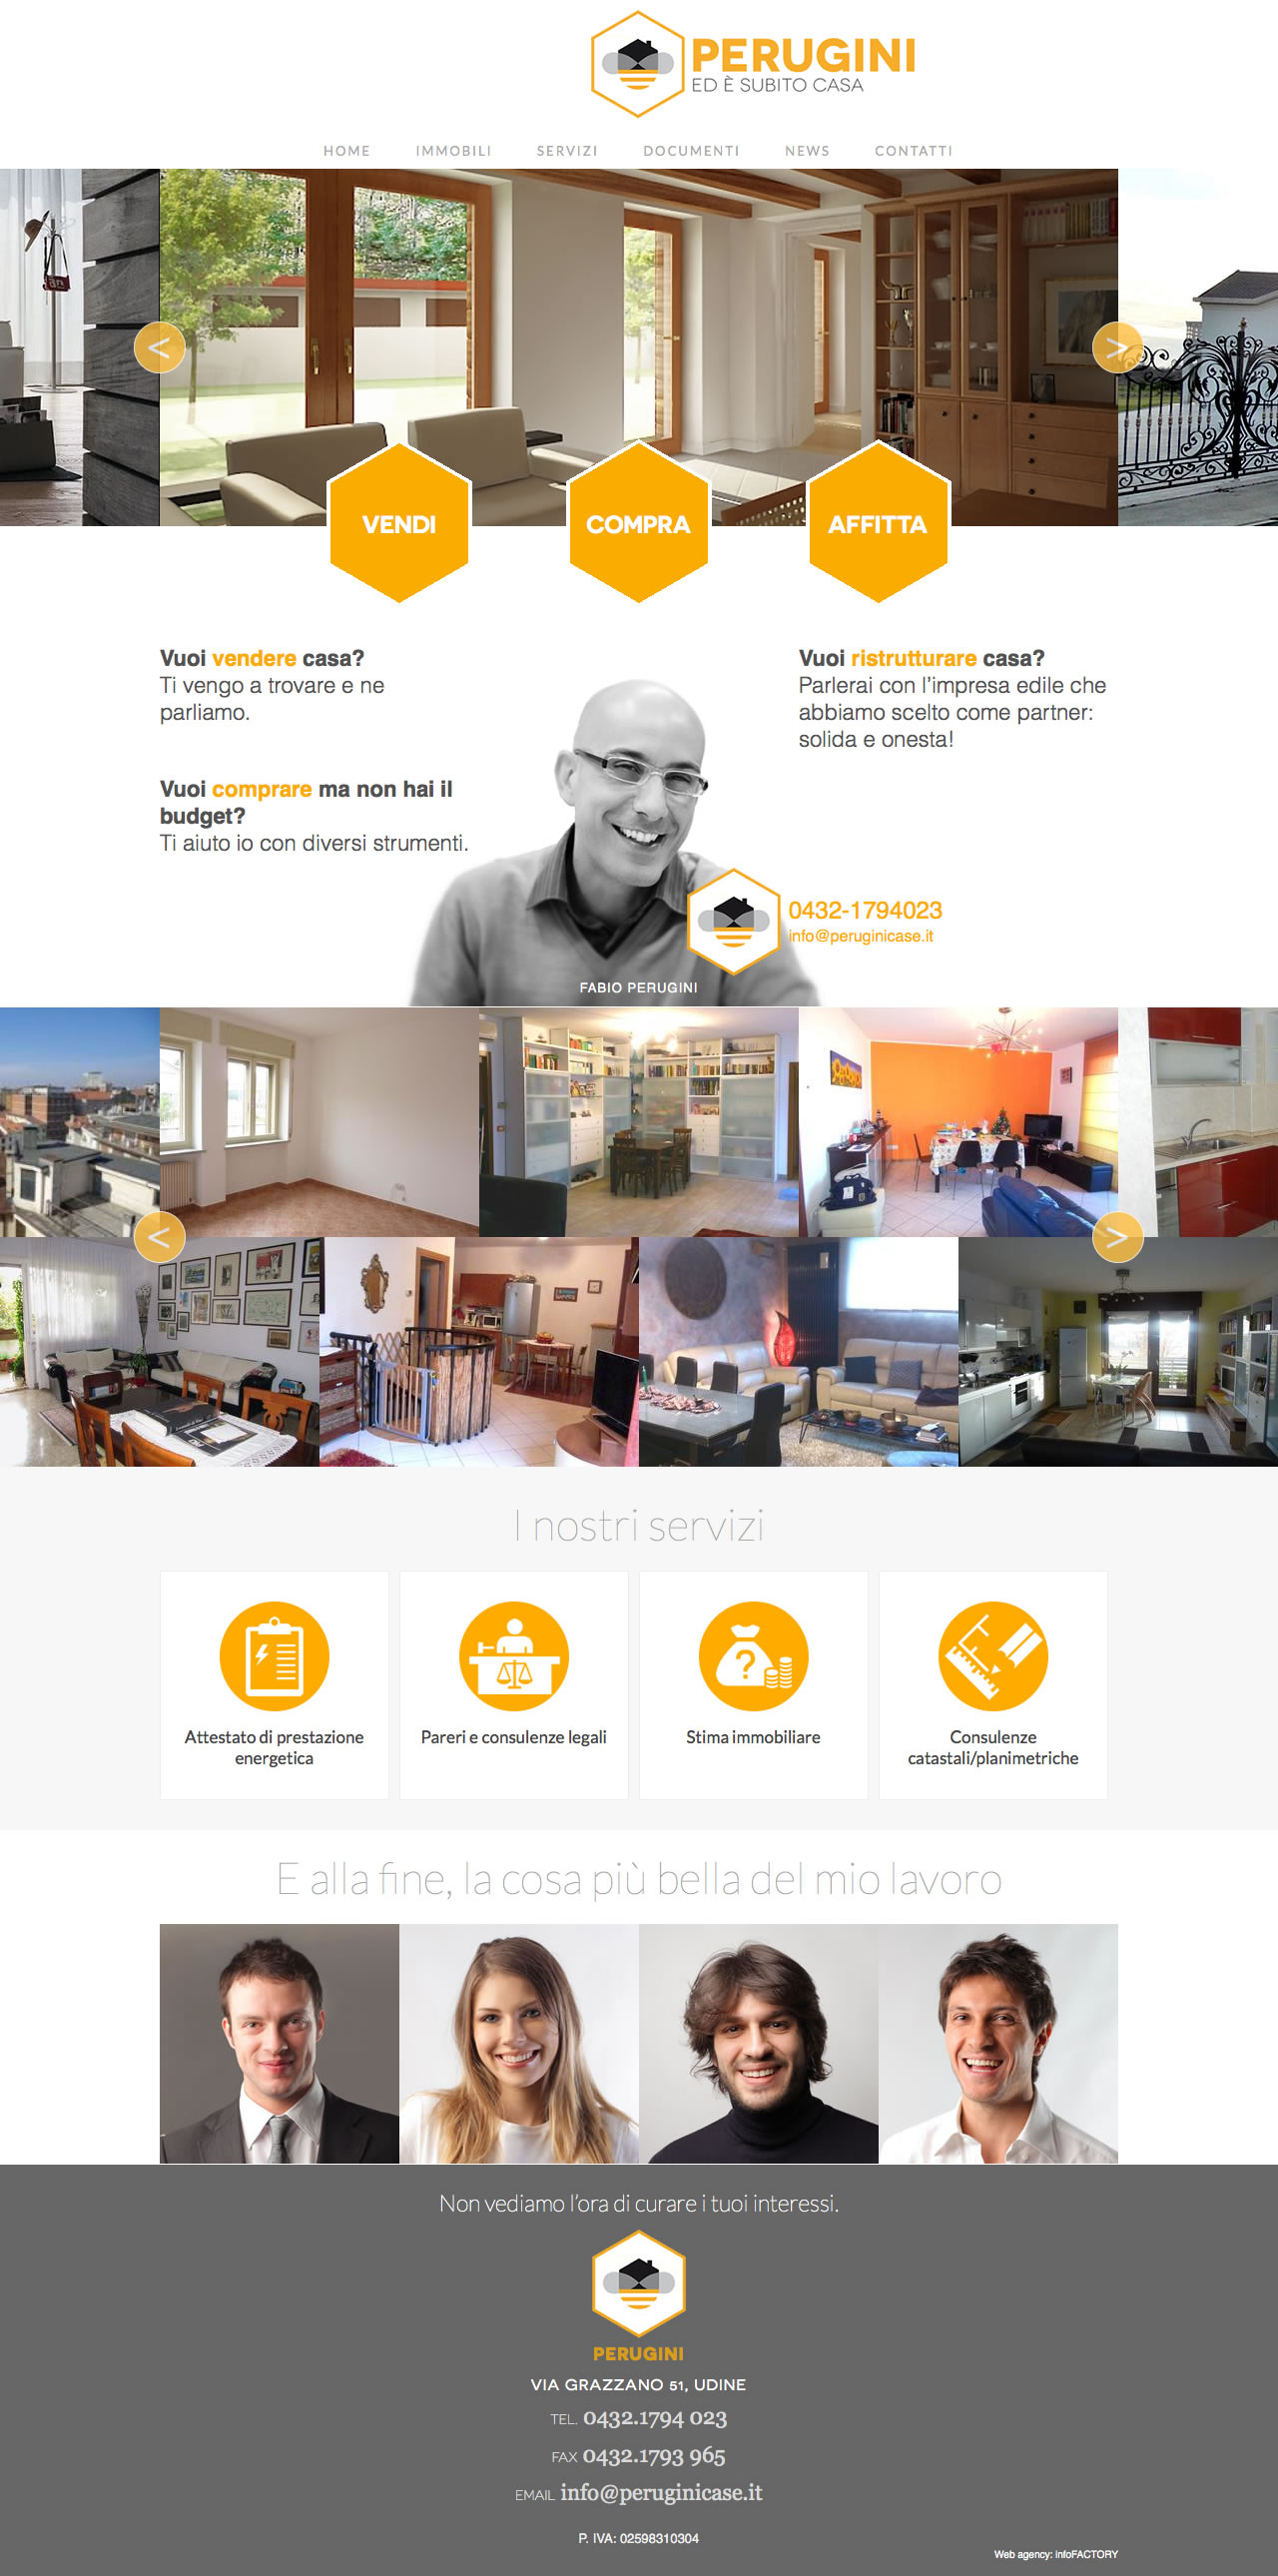 PERUGINI
ED È SUBITO CASA
HOME IMMOBILI SERVIZI DOCUMENTI NEWS CONTATTI
<
>
VENDI
COMPRA
AFFITTA
Vuoi vendere casa?
Ti vengo a trovare e ne
parliamo.
Vuoi comprare ma non hai il
budget?
Ti aiuto io con diversi strumenti.
Vuoi ristrutturare casa?
Parlerai con l'impresa edile che
abbiamo scelto come partner:
solida e onesta!
0432-1794023
info@peruginicase.it
FABIO PERUGINI
<
>
I nostri servizi
Attestato di prestazione
energetica
Pareri e consulenze legali
?
Stima immobiliare
Consulenze
catastali/planimetriche
E alla fine, la cosa più bella del mio lavoro
Non vediamo l'ora di curare i tuoi interessi.
PERUGINI
VIA GRAZZANO 51, UDINE
TEL. 0432.1794 023
FAX 0432.1793 965
EMAIL info@peruginicase.it
P. IVA: 02598310304
Web agency: infoFACTORY